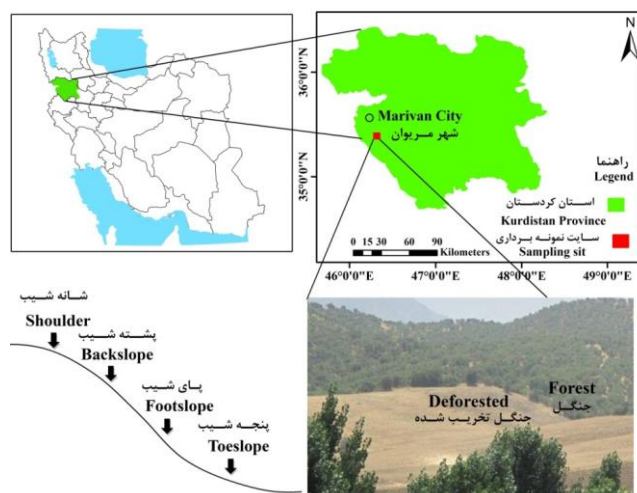 N
36°0'0"N
35°0'0"N
Marivan City
شهر مریوان
راهنما
Legend
استان کردستان
Kurdistan Province
سایت نمونه برداری
Sampling sit
0 15 30 60 90
Kilometers
46°0'0"E 47°0'0"E 48°0'0"E 49°0'0"E
شانه شیب
Shoulder
پشته شیب
Backslope
پای شیب
Footslope
پنجه شیب
Toeslope
Deforested
جنگل تخریب شده
Forest
جنگل